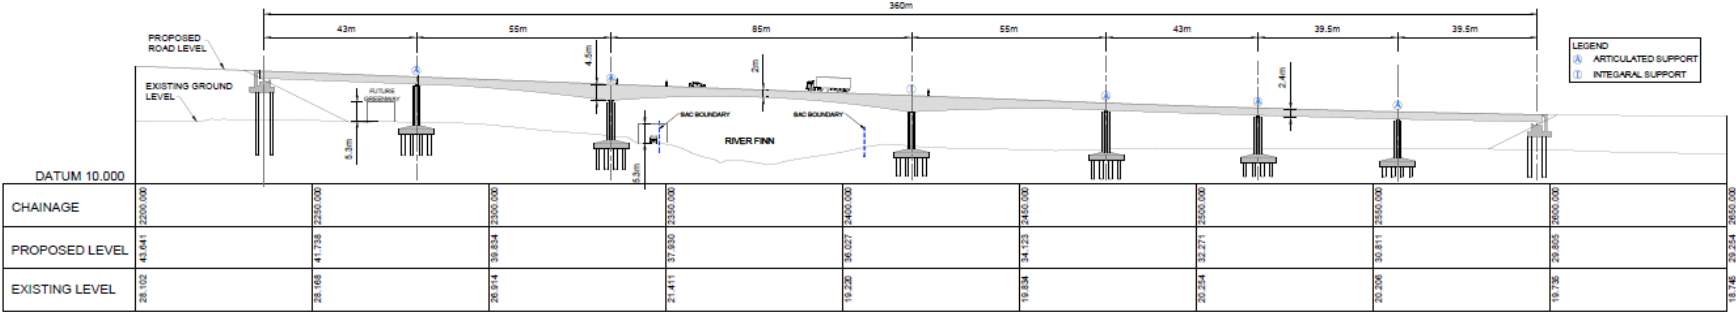 360m
43m
55m
85m
55m
43m
39.5m
39.5m
PROPOSED
ROAD LEVEL
EXISTING GROUND
LEVEL
FUTURE
GREENWAY
5.3m
4.5m
2m
2.4m
5.3m
A
A
I
A
A
A
SAC BOUNDARY
SAC BOUNDARY
RIVER FINN
LEGEND
A ARTICULATED SUPPORT
I INTEGARAL SUPPORT
DATUM 10.000
CHAINAGE 2200.000 2250.000 2300.000 2350.000 2400.000 2450.000 2500.000 2550.000 2600.000 2650.000
PROPOSED LEVEL 43.641 41.738 39.834 37.930 36.027 34.123 32.271 30.811 29.805 29.254
EXISTING LEVEL 28.102 28.168 26.914 21.411 19.220 19.834 20.254 20.206 19.735 18.745